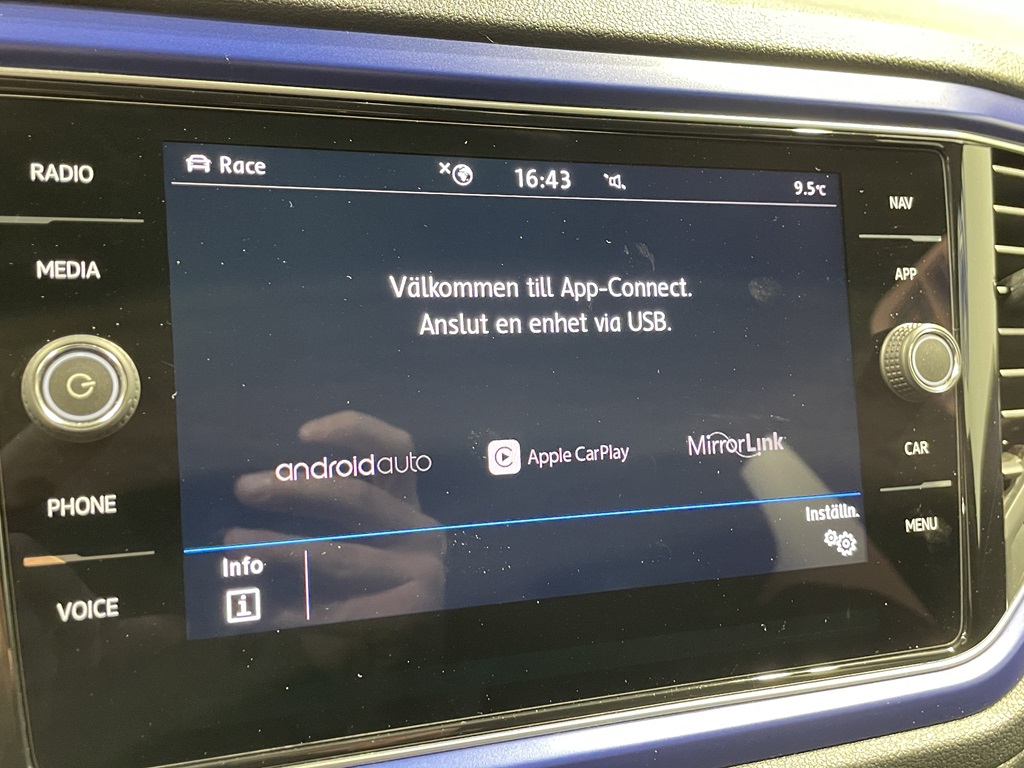 RADIO
MEDIA
PHONE
VOICE
Race
16:43
9.5°C
Välkommen till App-Connect.
Anslut en enhet via USB.
androidauto
Apple CarPlay
MirrorLink
Inställn.
Info
i
NAV
APP
CAR
MENU